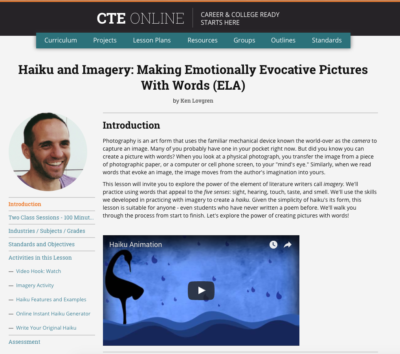 CTE ONLINE
CAREER & COLLEGE READY
STARTS HERE
Curriculum Projects Lesson Plans Resources Groups Outlines Standards
Haiku and Imagery: Making Emotionally Evocative Pictures
With Words (ELA)
by Ken Lovgren
Introduction
Photography is an art form that uses the familiar mechanical device known the world-over as the camera to
capture an image. Many of you probably have one in your pocket right now. But did you know you can
create a picture with words? When you look at a physical photograph, you transfer the image from a piece
of photographic paper, or a computer or cell phone screen, to your "mind's eye." Similarly, when we read
words that evoke an image, the image moves from the author's imagination into yours.
This lesson will invite you to explore the power of the element of literature writers call imagery. We'll
practice using words that appeal to the five senses: sight, hearing, touch, taste, and smell. We'll use the skills
we developed in practicing with imagery to create a haiku. Given the simplicity of haiku's its form, this
lesson is suitable for anyone - even students who have never written a poem before. We'll walk you
through the process from start to finish. Let's explore the power of creating pictures with words!
Introduction
Two Class Sessions - 100 Minut...
Industries / Subjects / Grades
Standards and Objectives
Activities in this Lesson
— Video Hook: Watch
— Imagery Activity
— Haiku Features and Examples
— Online Instant Haiku Generator
— Write Your Original Haiku
Assessment
Haiku Animation